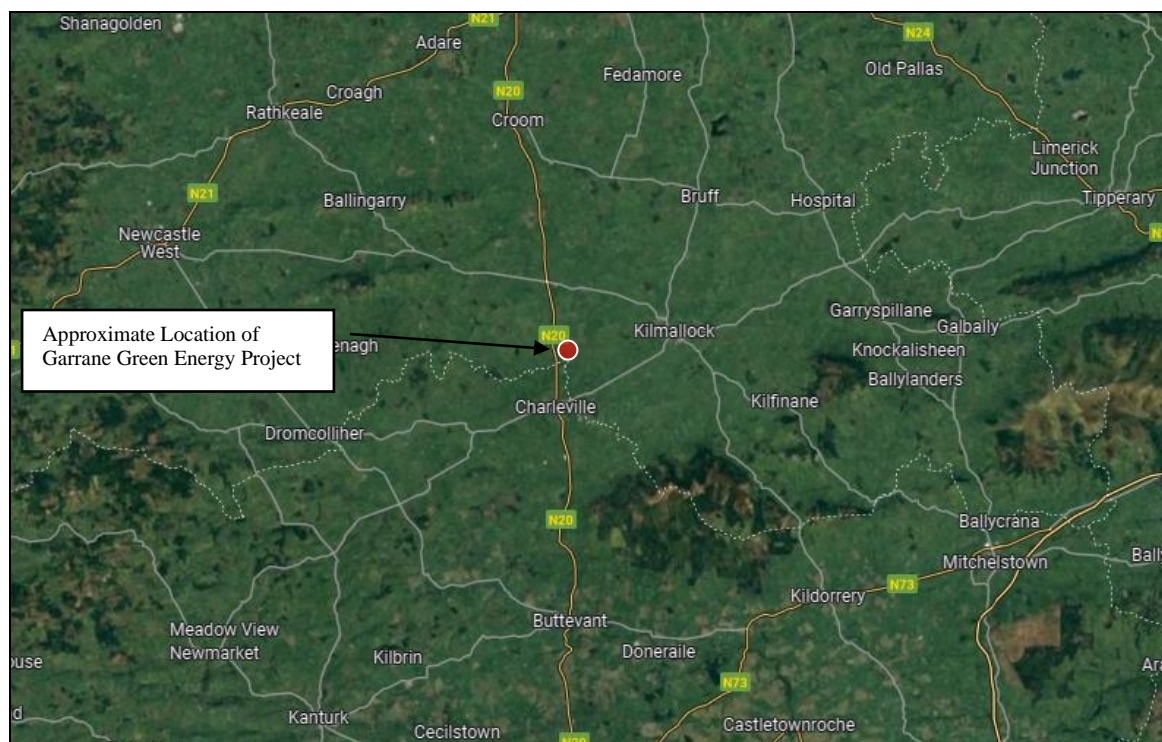 Shanagolden
N21
Adare
N24
Old Pallas
Fedamore
Croagh
N20
Rathkeale
Croom
Limerick
Junction
Tipperary
N21
Ballingarry
Bruff
Hospital
Newcastle
West
Garryspillane
Galbally
Approximate Location of
Garrane Green Energy Project
N20
Kilmallock
Knockalisheen
Ballylanders
Charleville
Kilfinane
Dromcolliher
N20
Ballycrana
Mitchelstown
N73
Kildorrery
Buttevant
Meadow View
Newmarket
Kilbrin
Doneraile
N73
Kanturk
Cecilstown
Castletownroche
N20